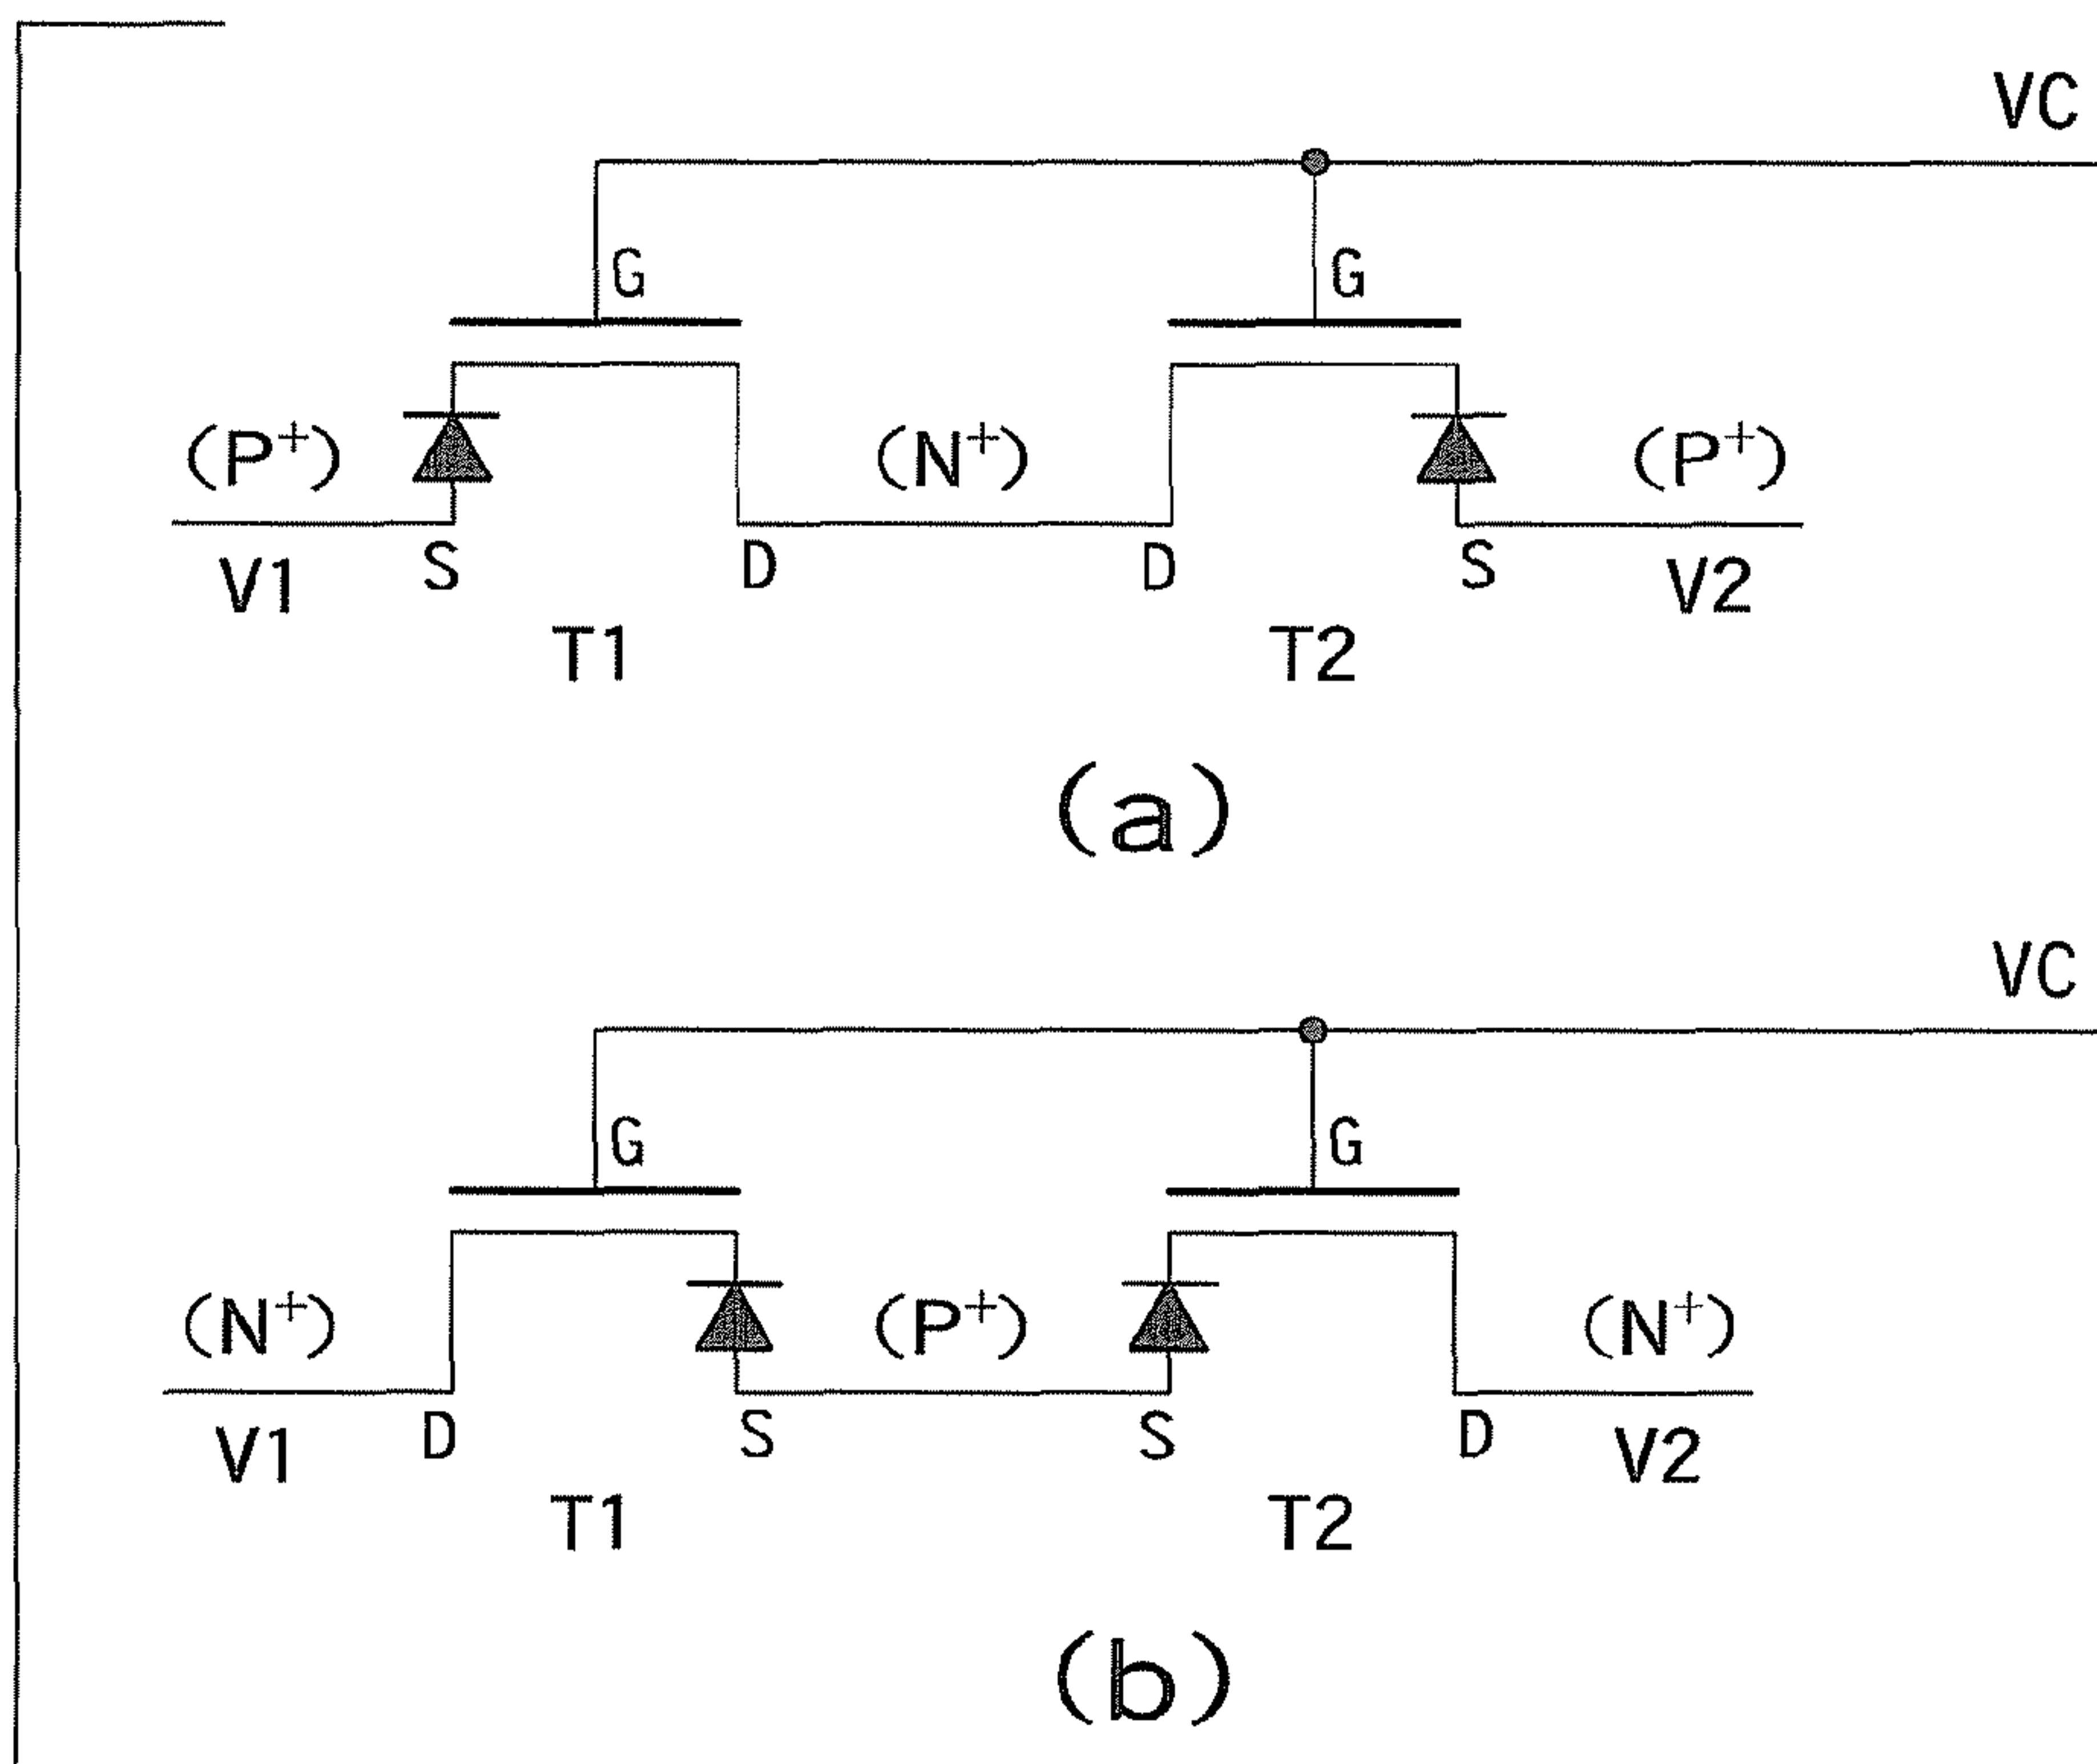 VC
G G
(P⁺) (N⁺) (P⁺)
V1 S D D S V2
T1 T2
(a)
VC
G G
(N⁺) (P⁺) (N⁺)
V1 D S S D V2
T1 T2
(b)